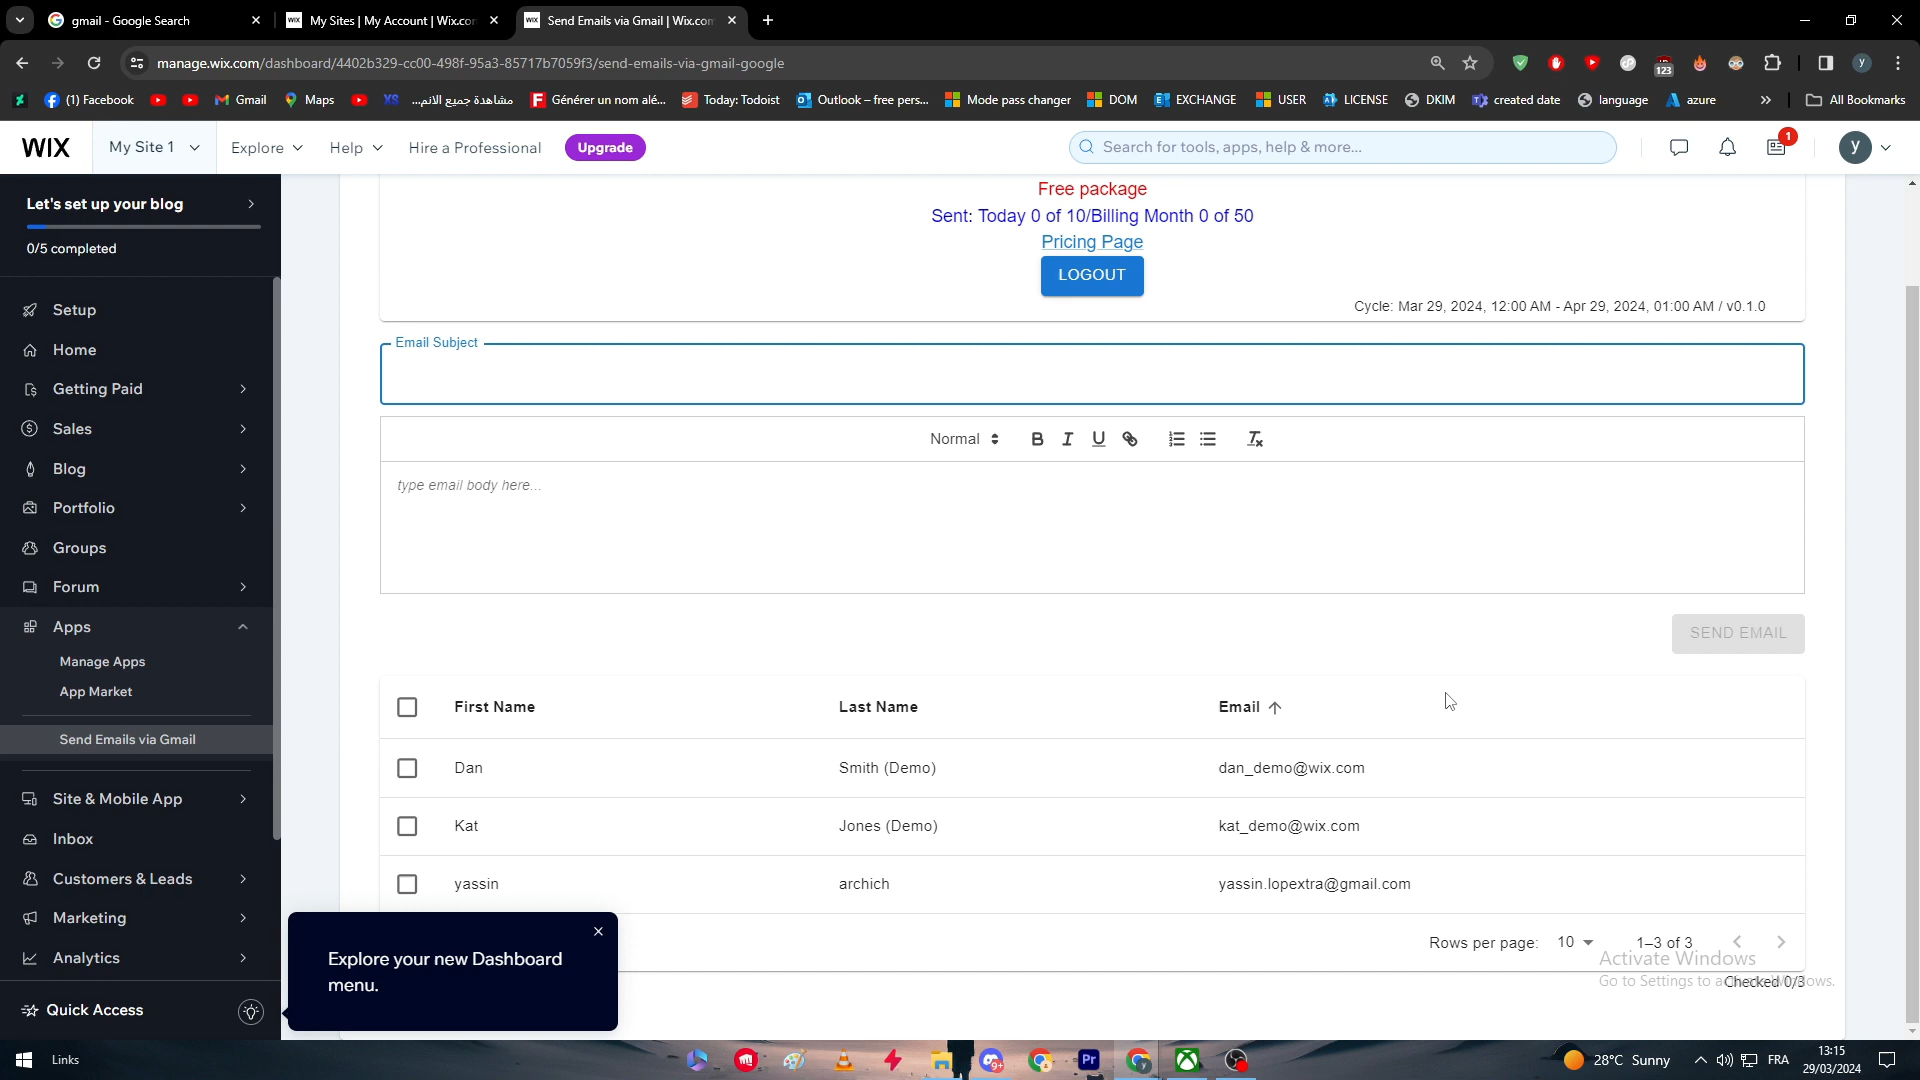 gmail - Google Search
My Sites | My Account | Wix.com
Send Emails via Gmail | Wix.com
manage.wix.com/dashboard/4402b329-cc00-498f-95a3-85717b7059f3/send-emails-via-gmail-google
123
y
(1) Facebook
Gmail
Maps
XS
مشاهدة جميع الانم...
Générer un nom alé...
Today: Todoist
Outlook – free pers...
Mode pass changer
DOM
EXCHANGE
USER
LICENSE
DKIM
created date
language
azure
All Bookmarks
WIX
My Site 1
Explore
Help
Hire a Professional
Upgrade
Search for tools, apps, help & more...
1
y
Let's set up your blog
0/5 completed
Setup
Home
Getting Paid
Sales
Blog
Portfolio
Groups
Forum
Apps
Manage Apps
App Market
Send Emails via Gmail
Site & Mobile App
Inbox
Customers & Leads
Marketing
Analytics
Quick Access
Free package
Sent: Today 0 of 10/Billing Month 0 of 50
Pricing Page
LOGOUT
Cycle: Mar 29, 2024, 12:00 AM - Apr 29, 2024, 01:00 AM / v0.1.0
Email Subject
Normal
type email body here...
SEND EMAIL
First Name Last Name Email
Dan Smith (Demo) dan_demo@wix.com
Kat Jones (Demo) kat_demo@wix.com
yassin archich yassin.lopextra@gmail.com
Rows per page: 10 1–3 of 3
Checked 0/3
Explore your new Dashboard
menu.
Activate Windows
Go to Settings to activate Windows.
Links
28°C Sunny
FRA
13:15
29/03/2024